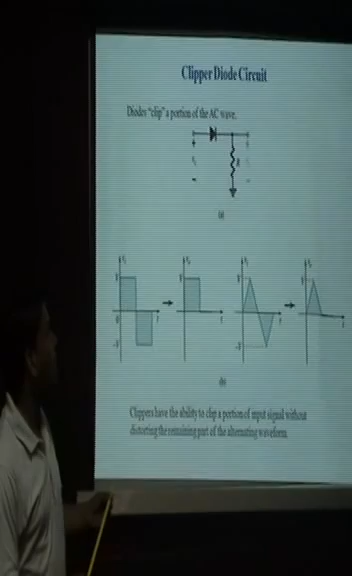 Clipper Diode Circuit
Diodes "clip" a portion of the AC wave.
R
(a)
V
V
V
0
t
t
t
-V
-V
(b)
Clippers have the ability to clip a portion of input signal without
distorting the remaining part of the alternating waveform.